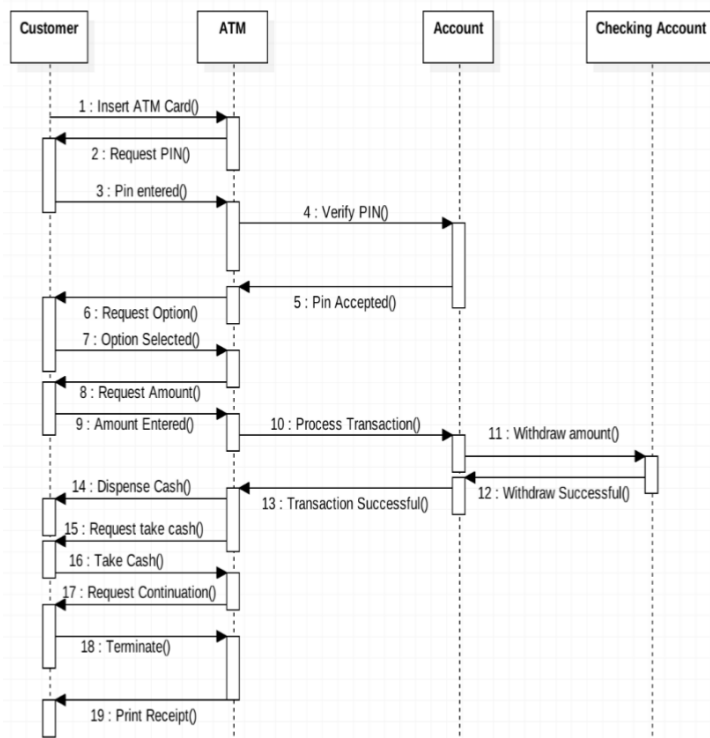 Customer
ATM
Account
Checking Account
1 : Insert ATM Card()
2 : Request PIN()
3 : Pin entered()
4 : Verify PIN()
5 : Pin Accepted()
6 : Request Option()
7 : Option Selected()
8 : Request Amount()
9 : Amount Entered()
10 : Process Transaction()
11 : Withdraw amount()
12 : Withdraw Successful()
13 : Transaction Successful()
14 : Dispense Cash()
15 : Request take cash()
16 : Take Cash()
17 : Request Continuation()
18 : Terminate()
19 : Print Receipt()